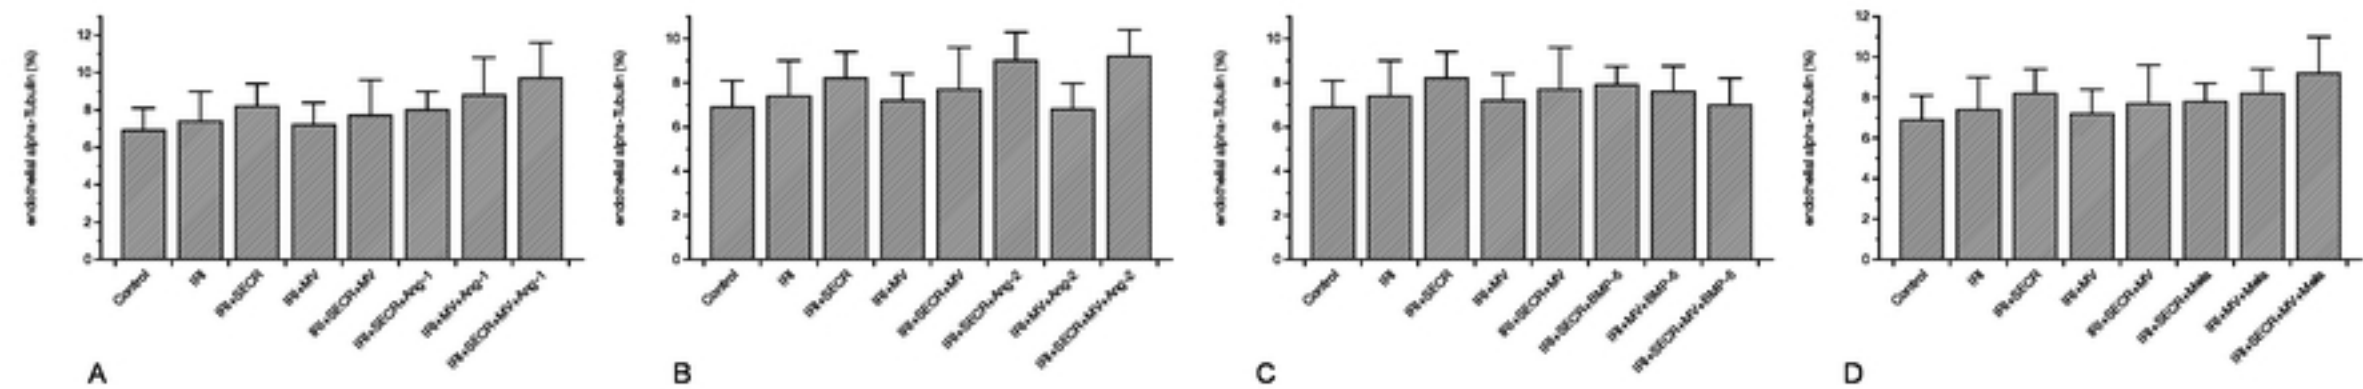 endothelial alpha-Tubulin (%)
12
10
8
6
4
2
0
Control
IRI
IRI+SECR
IRI+MV
IRI+SECR+MV
IRI+SECR+Ang-1
IRI+MV+Ang-1
IRI+SECR+MV+Ang-1
A
endothelial alpha-Tubulin (%)
10
8
6
4
2
0
Control
IRI
IRI+SECR
IRI+MV
IRI+SECR+MV
IRI+SECR+Ang-2
IRI+MV+Ang-2
IRI+SECR+MV+Ang-2
B
endothelial alpha-Tubulin (%)
10
8
6
4
2
0
Control
IRI
IRI+SECR
IRI+MV
IRI+SECR+MV
IRI+SECR+BMP-5
IRI+MV+BMP-5
IRI+SECR+MV+BMP-5
C
endothelial alpha-Tubulin (%)
12
10
8
6
4
2
0
Control
IRI
IRI+SECR
IRI+MV
IRI+SECR+MV
IRI+SECR+Mela
IRI+MV+Mela
IRI+SECR+MV+Mela
D